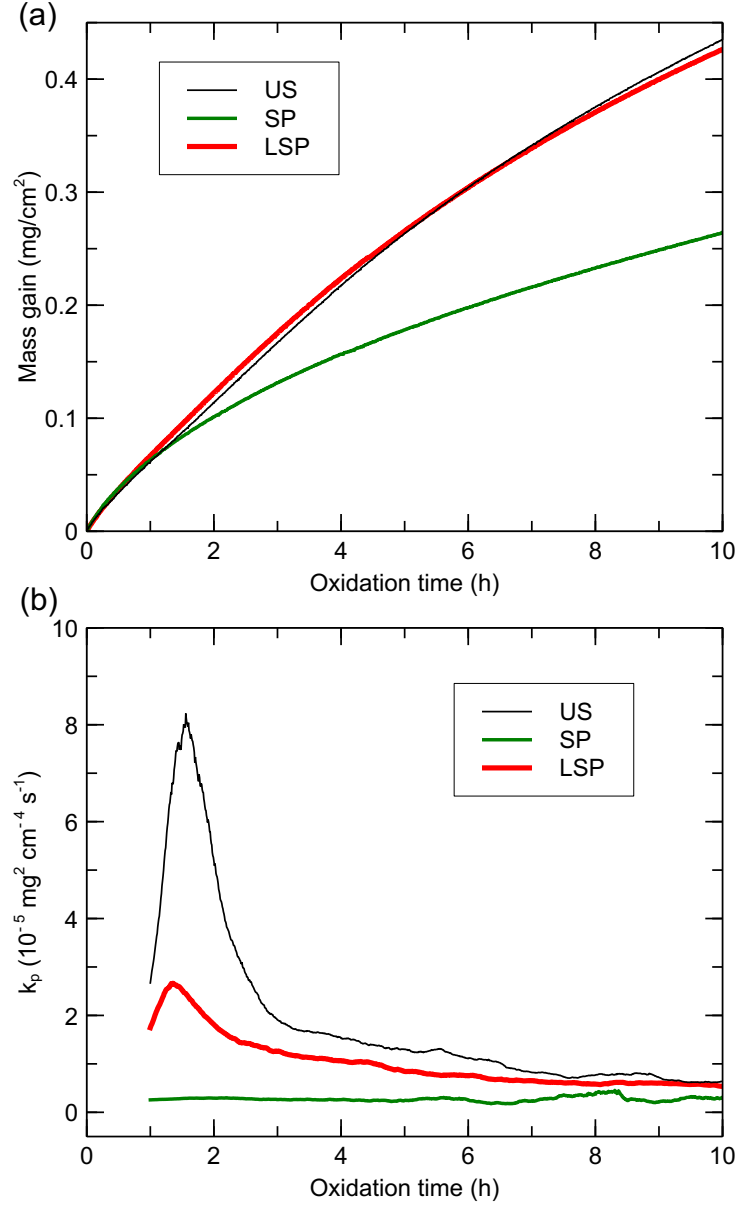 (a)
Mass gain (mg/cm²)
0.4
0.3
0.2
0.1
0
US
SP
LSP
0 2 4 6 8 10
Oxidation time (h)
(b)
kₚ (10⁻⁵ mg² cm⁻⁴ s⁻¹)
10
8
6
4
2
0
US
SP
LSP
0 2 4 6 8 10
Oxidation time (h)